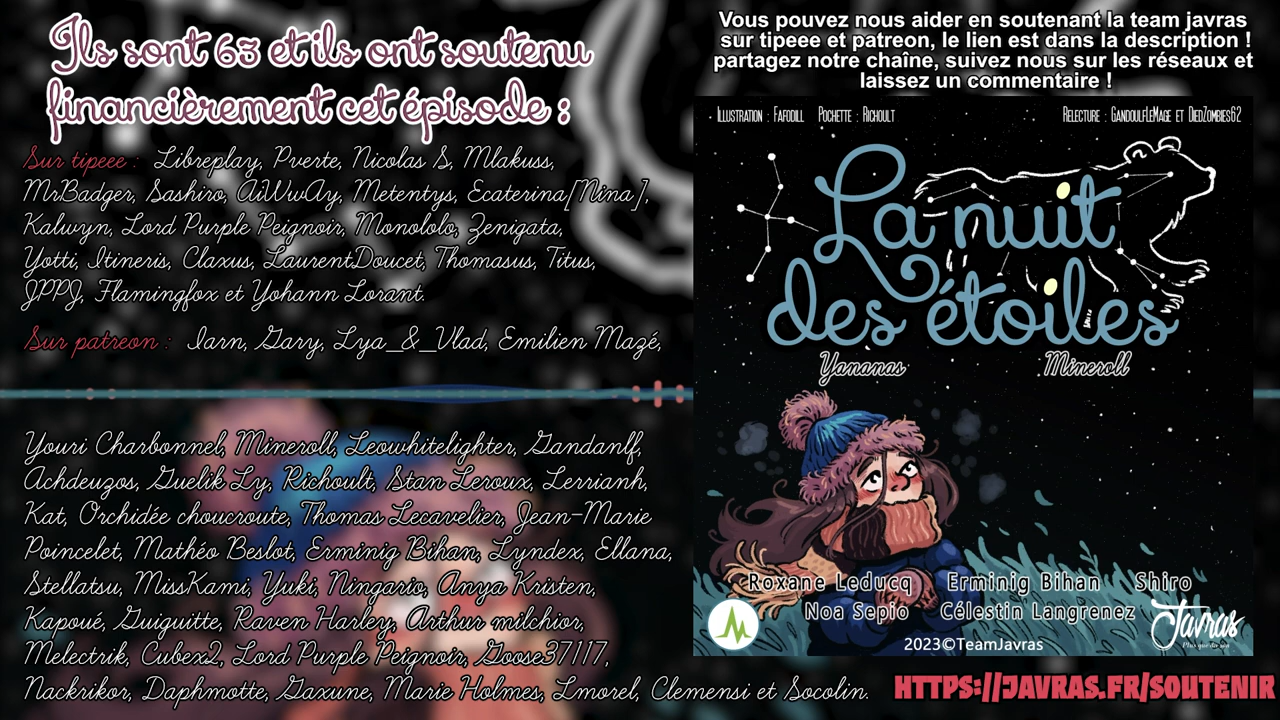 Ils sont 63 et ils ont soutenu
financièrement cet épisode :
Sur tipeee : Libreplay, Pverte, Nicolas S, Mlakuss,
MrBadger, Sashiro, AiWwAy, Metentys, Ecaterina[Nina],
Kalwyn, Lord Purple Peignoir, Monololo, Zenigata,
Yotti, Itineris, Claxus, LaurentDoucet, Thomasus, Titus,
JPPJ, Flamingfox et Yohann Lorant.
Sur patreon : Iarn, Gary, Lya_&_Vlad, Emilien Mazé,
Youri Charbonnel, Mineroll, Leowhitelighter, Gandanlf,
Achdeuzos, Guelik Ly, Richoult, Stan Leroux, Lerrianh,
Kat, Orchidée choucroute, Thomas Lecavelier, Jean-Marie
Poincelet, Mathéo Beslot, Erminig Bihan, Lyndex, Ellana,
Stellatsu, MissKami, Yuki, Ningario, Anya Kristen,
Kapoué, Guiguitte, Raven Harley, Arthur milchior,
Melectrik, Cubex2, Lord Purple Peignoir, Goose37117,
Nackrikor, Daphmotte, Gaxune, Marie Holmes, Lmorel, Clemensi et Socolin.
Vous pouvez nous aider en soutenant la team javras
sur tipeee et patreon, le lien est dans la description !
partagez notre chaîne, suivez nous sur les réseaux et
laissez un commentaire !
Illustration : Fafodill Pochette : Richoult Relecture : GandoulfLeMage et DiedZombies62
La nuit
des étoiles
Yananas Mineroll
Roxane Leducq Erminig Bihan Shiro
Noa Sepio Célestin Langrenez
Javras
2023©TeamJavras
HTTPS://JAVRAS.FR/SOUTENIR